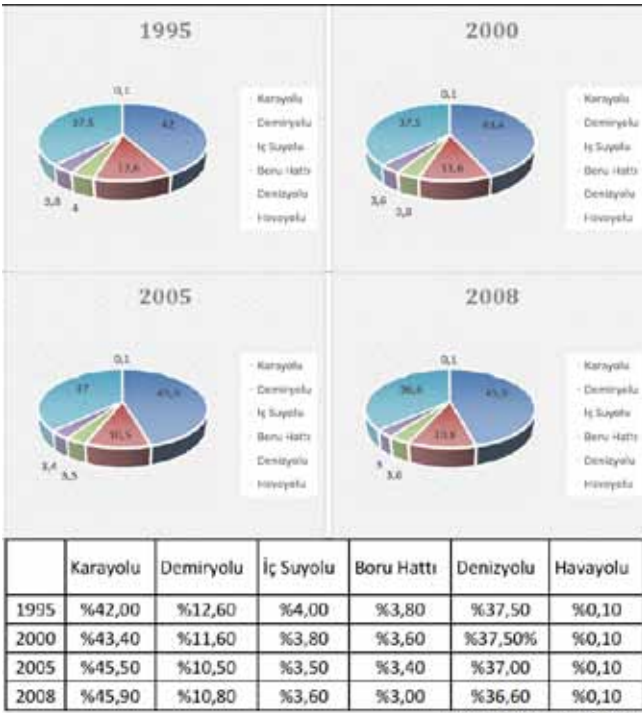 1995
0,1
37,5
42
12,6
3,8
4
Karayolu
Demiryolu
İç Suyolu
Boru Hattı
Denizyolu
Havayolu
2000
0,1
37,5
43,4
11,6
3,6
3,8
Karayolu
Demiryolu
İç Suyolu
Boru Hattı
Denizyolu
Havayolu
2005
0,1
37
45,5
10,5
3,4
3,5
Karayolu
Demiryolu
İç Suyolu
Boru Hattı
Denizyolu
Havayolu
2008
0,1
36,6
45,9
10,8
3
3,6
Karayolu
Demiryolu
İç Suyolu
Boru Hattı
Denizyolu
Havayolu
Karayolu Demiryolu İç Suyolu Boru Hattı Denizyolu Havayolu
1995 %42,00 %12,60 %4,00 %3,80 %37,50 %0,10
2000 %43,40 %11,60 %3,80 %3,60 %37,50% %0,10
2005 %45,50 %10,50 %3,50 %3,40 %37,00 %0,10
2008 %45,90 %10,80 %3,60 %3,00 %36,60 %0,10